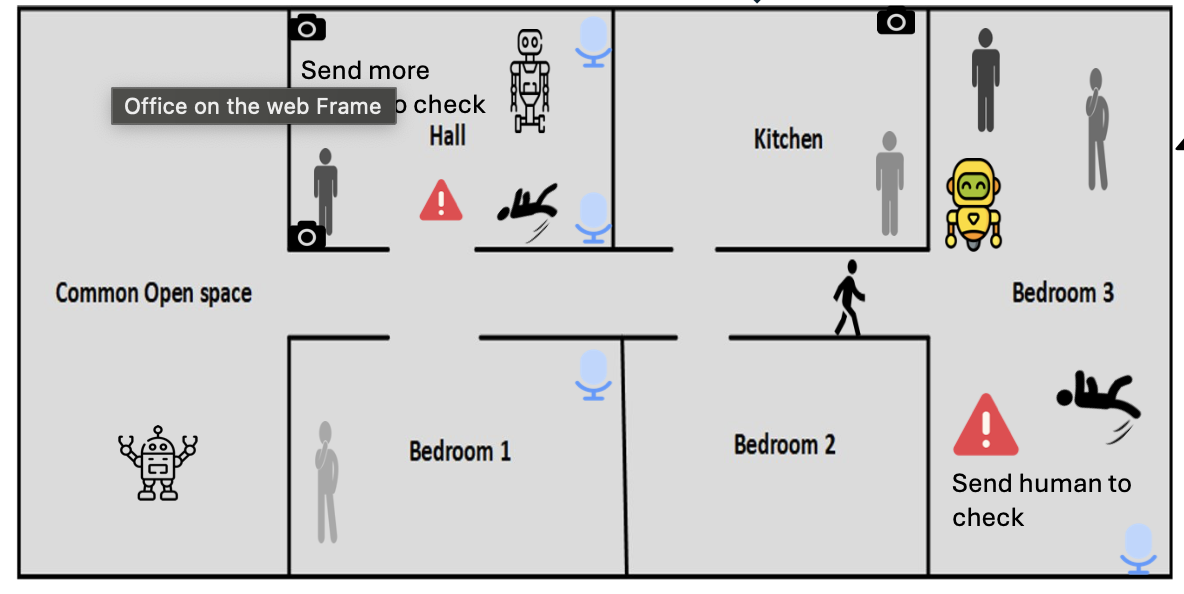 Send more
Office on the web Frame
o check
Hall
Kitchen
Common Open space
Bedroom 3
Bedroom 1
Bedroom 2
Send human to
check